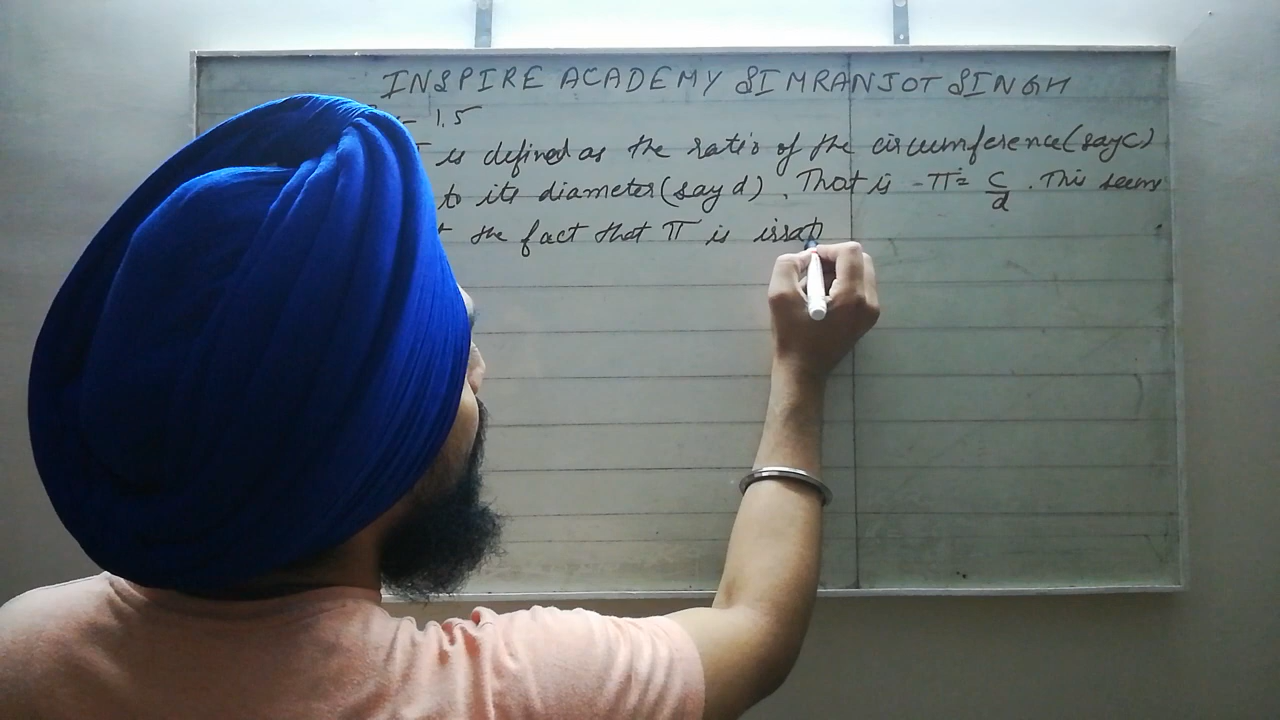 INSPIRE ACADEMY SIMRANJOT SINGH
1.5
is defined as the ratio of the circumference(say c)
to its diameter(say d). That is π = c/d. This seems
the fact that π is irrat